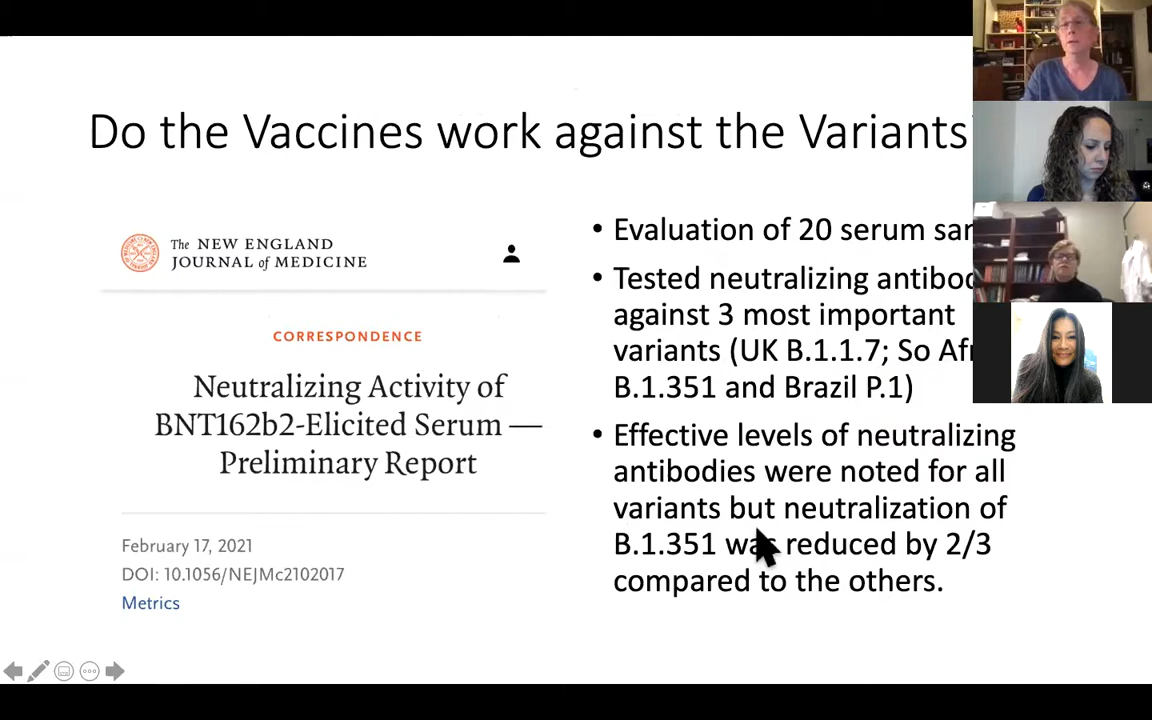 Do the Vaccines work against the Variants
The NEW ENGLAND
JOURNAL of MEDICINE
CORRESPONDENCE
Neutralizing Activity of
BNT162b2-Elicited Serum —
Preliminary Report
February 17, 2021
DOI: 10.1056/NEJMc2102017
Metrics
• Evaluation of 20 serum
• Tested neutralizing
against 3 most important
variants (UK B.1.1.7; So
B.1.351 and Brazil P.1)
• Effective levels of neutralizing
antibodies were noted for all
variants but neutralization of
B.1.351 was reduced by 2/3
compared to the others.